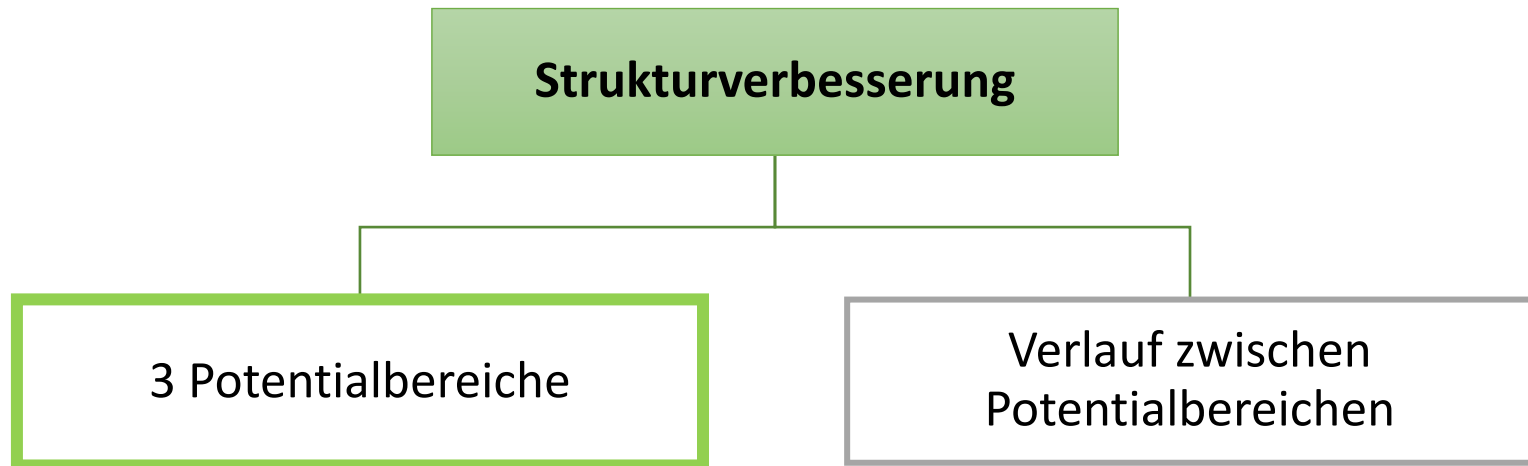 Strukturverbesserung
3 Potentialbereiche
Verlauf zwischen
Potentialbereichen